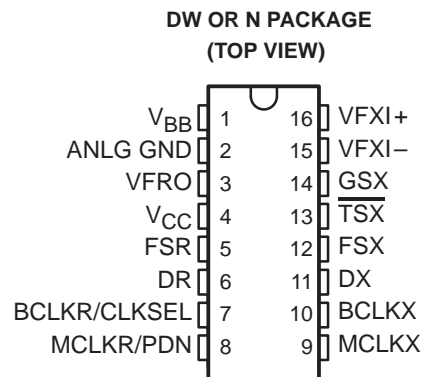 DW OR N PACKAGE
(TOP VIEW)
VBB 1 16 VFXI+
ANLG GND 2 15 VFXI–
VFRO 3 14 GSX
VCC 4 13 TSX
FSR 5 12 FSX
DR 6 11 DX
BCLKR/CLKSEL 7 10 BCLKX
MCLKR/PDN 8 9 MCLKX